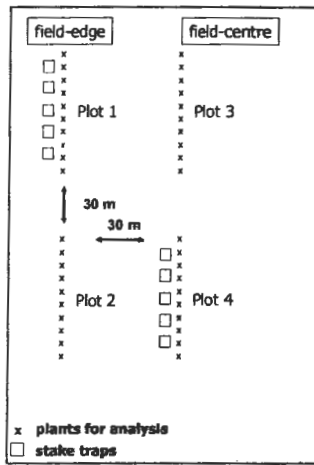 field-edge field-centre
Plot 1 Plot 3
30 m
30 m
Plot 2 Plot 4
x plants for analysis
stake traps